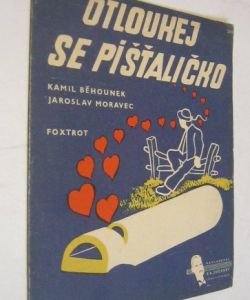 OTLOUKEJ
SE PÍŠŤALIČKO
KAMIL BĚHOUNEK
JAROSLAV MORAVEC
FOXTROT